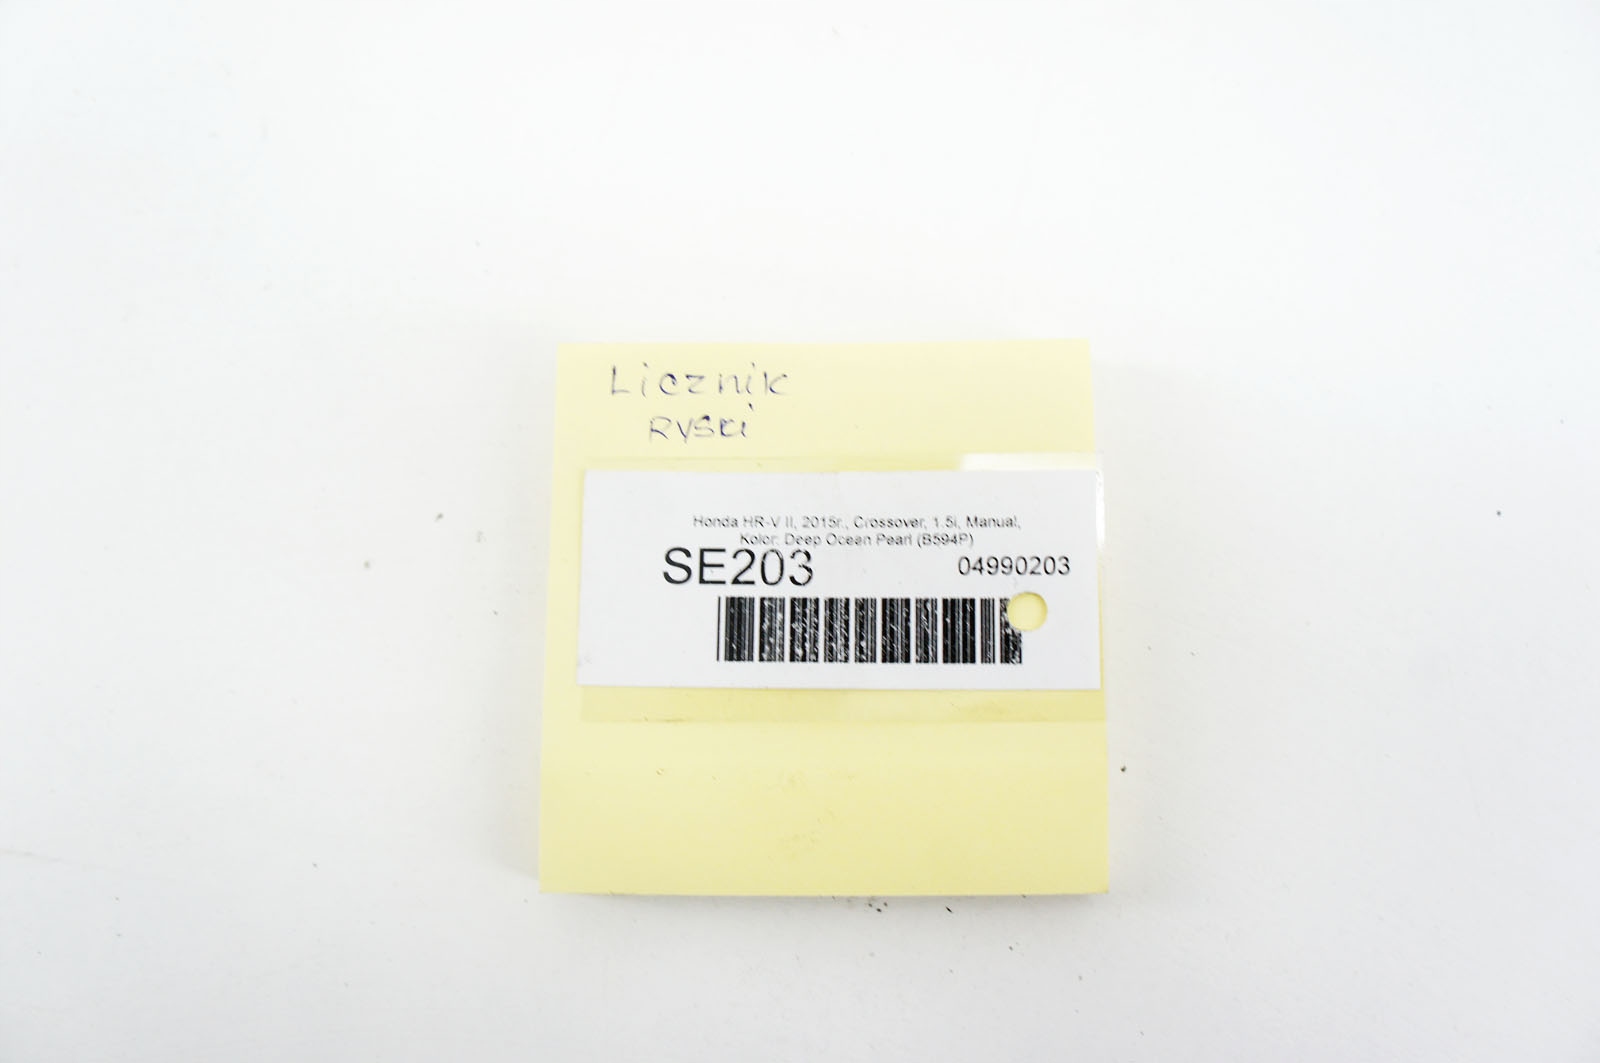 Licznik
RYSKi
Honda HR-V II, 2015r., Crossover, 1.5i, Manual,
Kolor: Deep Ocean Pearl (B594P)
SE203 04990203